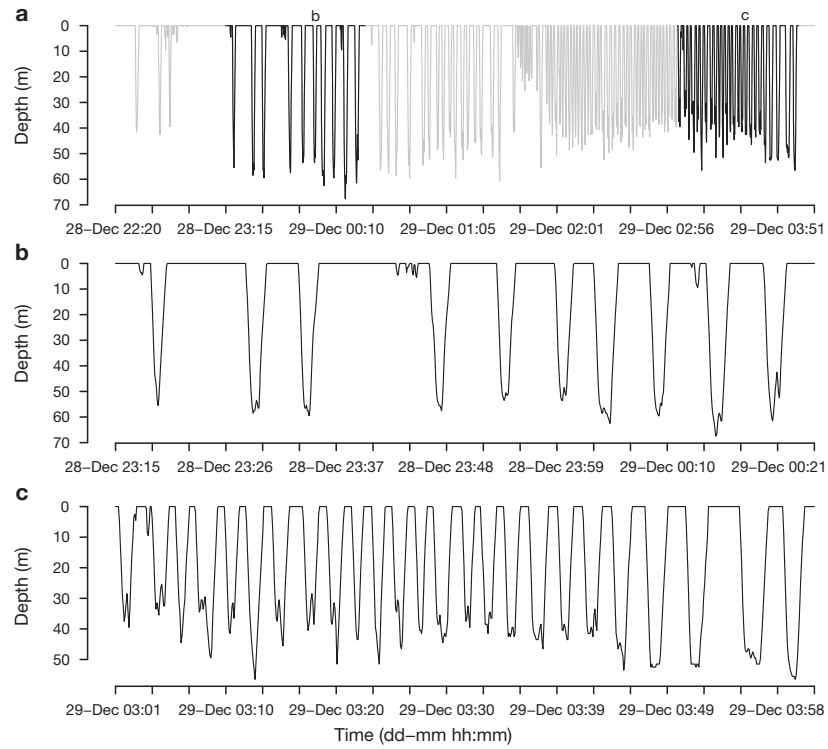 a
b
c
0
10
20
30
40
50
60
70
Depth (m)
28–Dec 22:20 28–Dec 23:15 29–Dec 00:10 29–Dec 01:05 29–Dec 02:01 29–Dec 02:56 29–Dec 03:51
b
0
10
20
30
40
50
60
70
Depth (m)
28–Dec 23:15 28–Dec 23:26 28–Dec 23:37 28–Dec 23:48 28–Dec 23:59 29–Dec 00:10 29–Dec 00:21
c
0
10
20
30
40
50
Depth (m)
29–Dec 03:01 29–Dec 03:10 29–Dec 03:20 29–Dec 03:30 29–Dec 03:39 29–Dec 03:49 29–Dec 03:58
Time (dd–mm hh:mm)